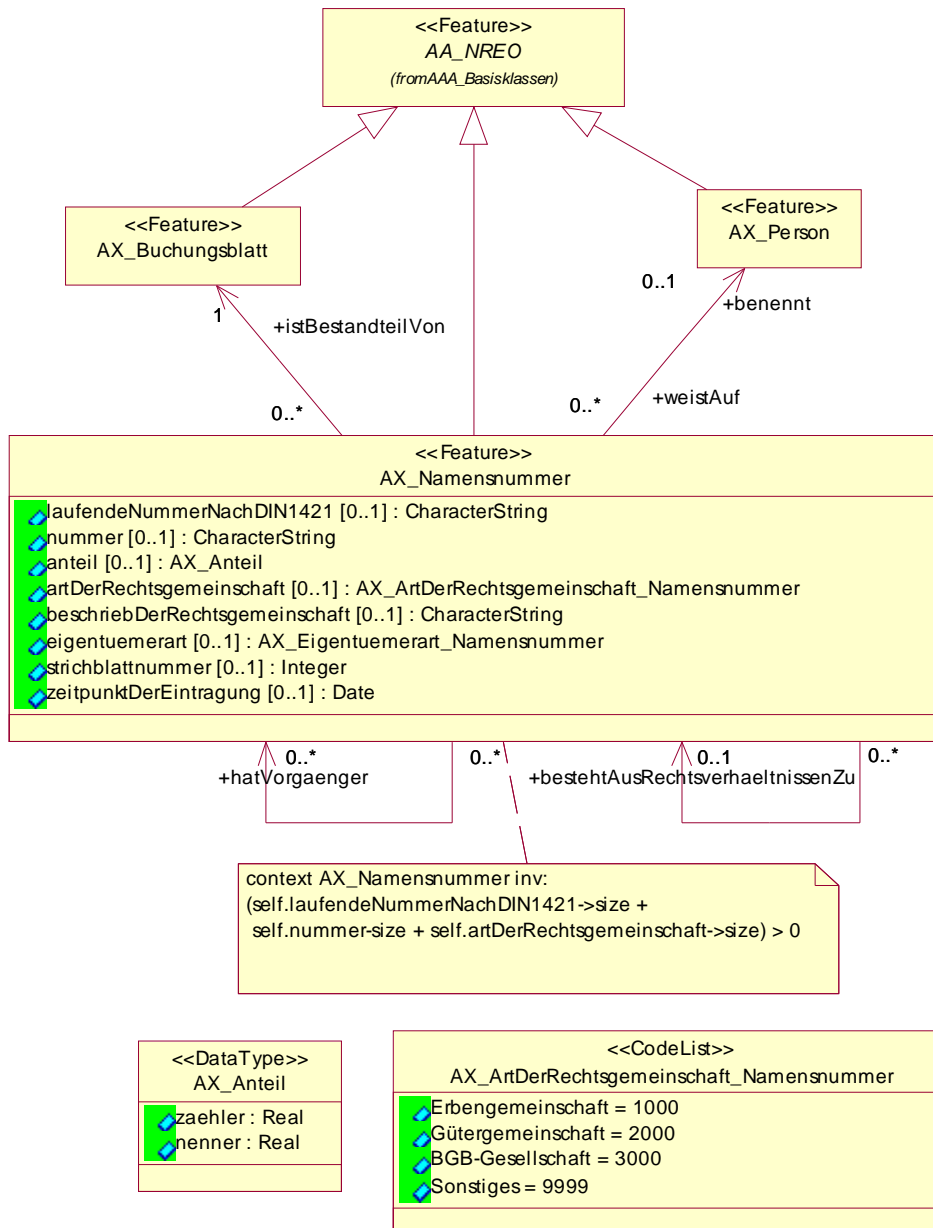 <<Feature>>
AA_NREO
(fromAAA_Basisklassen)
<<Feature>>
AX_Buchungsblatt
<<Feature>>
AX_Person
1
+istBestandteilVon
0..*
0..1
+benennt
0..*
+weistAuf
<<Feature>>
AX_Namensnummer
laufendeNummerNachDIN1421 [0..1] : CharacterString
nummer [0..1] : CharacterString
anteil [0..1] : AX_Anteil
artDerRechtsgemeinschaft [0..1] : AX_ArtDerRechtsgemeinschaft_Namensnummer
beschriebDerRechtsgemeinschaft [0..1] : CharacterString
eigentuemerart [0..1] : AX_Eigentuemerart_Namensnummer
strichblattnummer [0..1] : Integer
zeitpunktDerEintragung [0..1] : Date
0..*
0..*
0..1
0..*
+hatVorgaenger
+bestehtAusRechtsverhaeltnissenZu
context AX_Namensnummer inv:
(self.laufendeNummerNachDIN1421->size +
self.nummer-size + self.artDerRechtsgemeinschaft->size) > 0
<<DataType>>
AX_Anteil
zaehler : Real
nenner : Real
<<CodeList>>
AX_ArtDerRechtsgemeinschaft_Namensnummer
Erbengemeinschaft = 1000
Gütergemeinschaft = 2000
BGB-Gesellschaft = 3000
Sonstiges = 9999